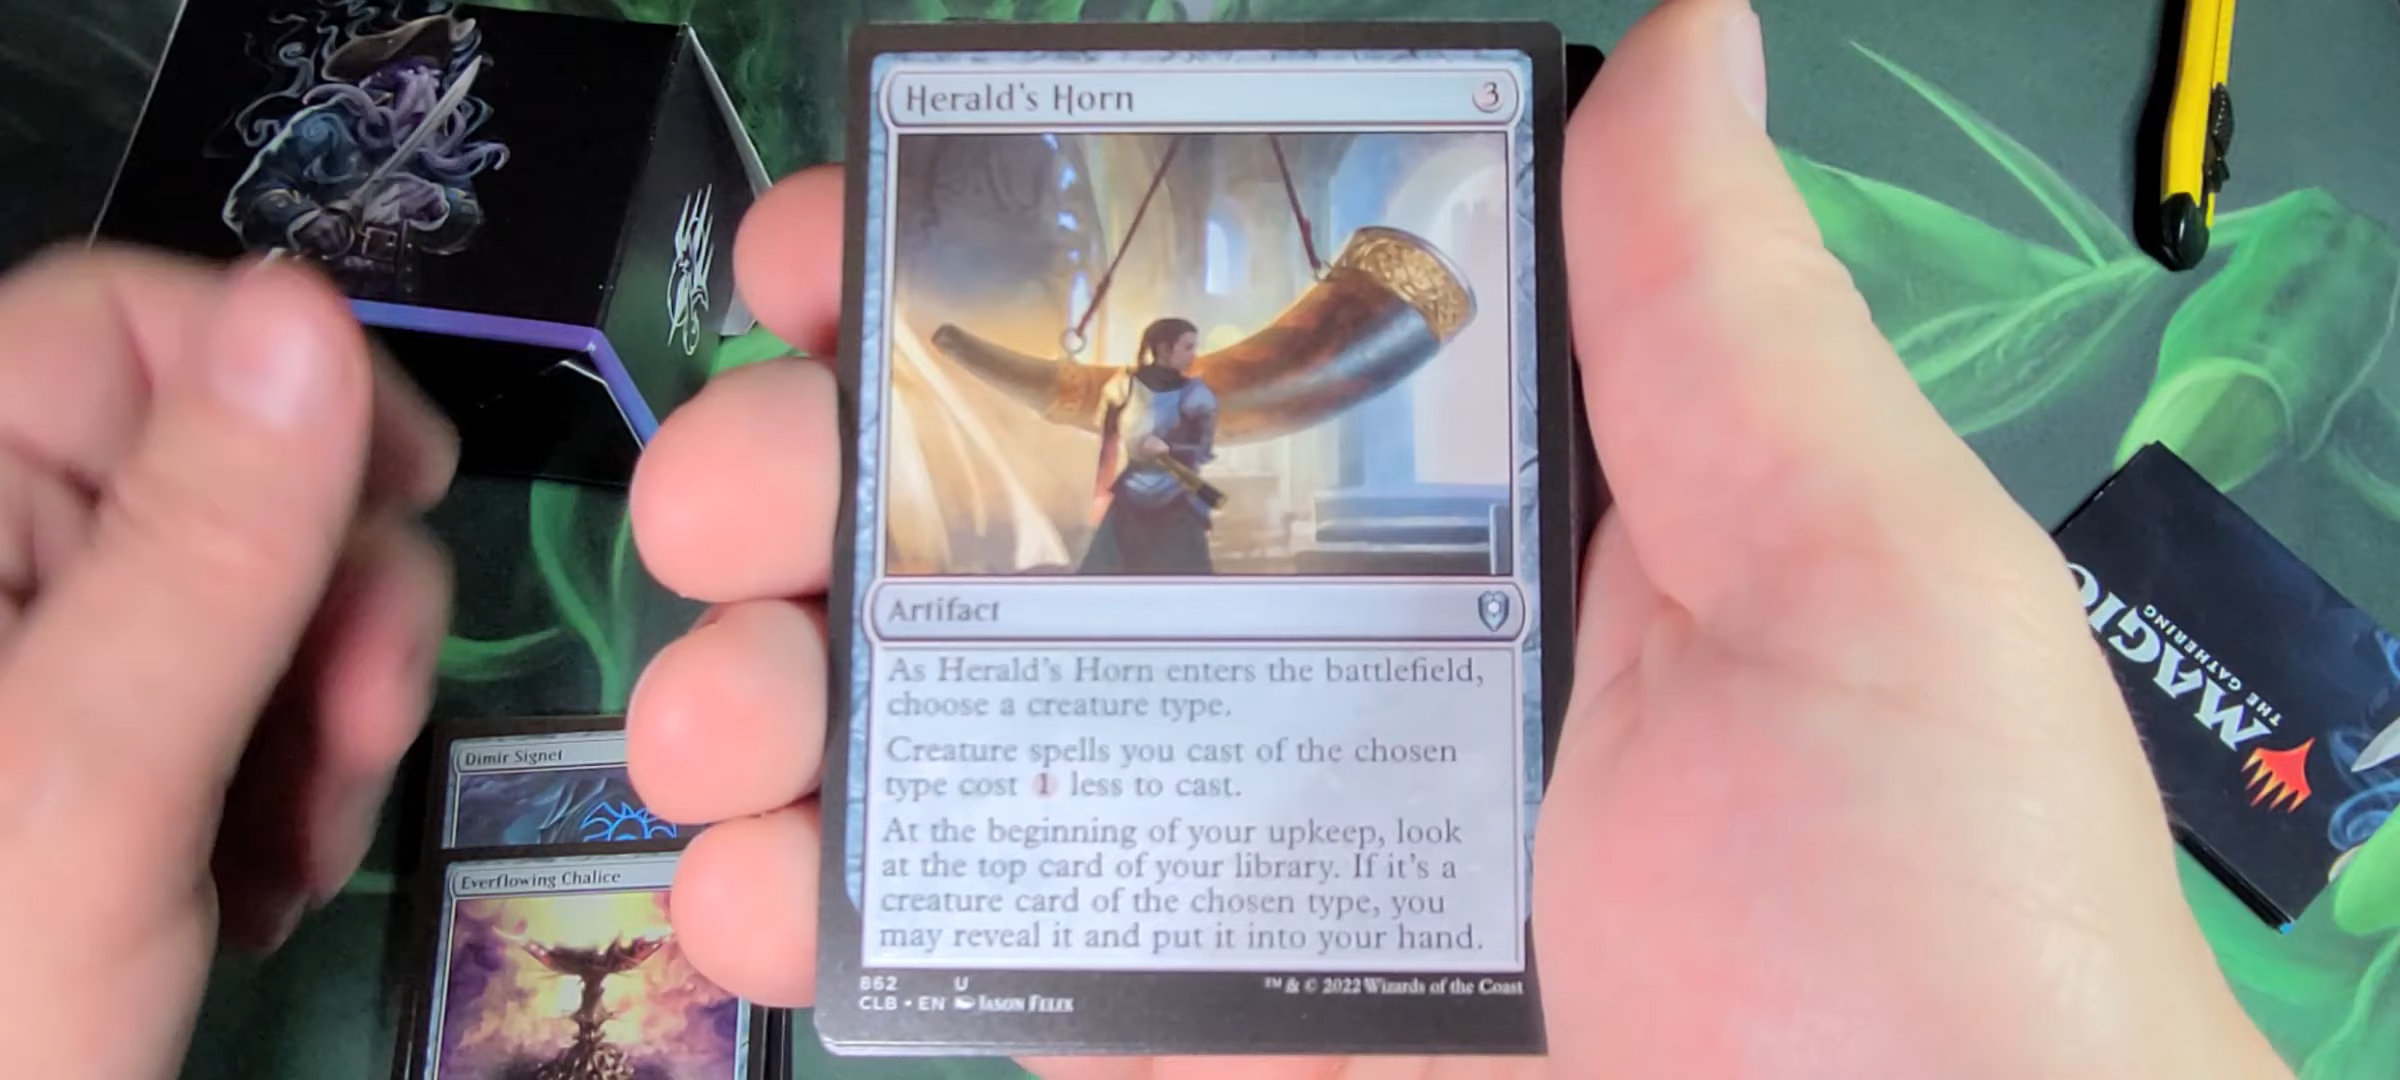 Herald's Horn
3
Artifact
As Herald's Horn enters the battlefield,
choose a creature type.
Creature spells you cast of the chosen
type cost 1 less to cast.
At the beginning of your upkeep, look
at the top card of your library. If it's a
creature card of the chosen type, you
may reveal it and put it into your hand.
862 U
CLB • EN Jason Felix
™ & © 2022 Wizards of the Coast
Dimir Signet
Everflowing Chalice
MAGIC
THE GATHERING